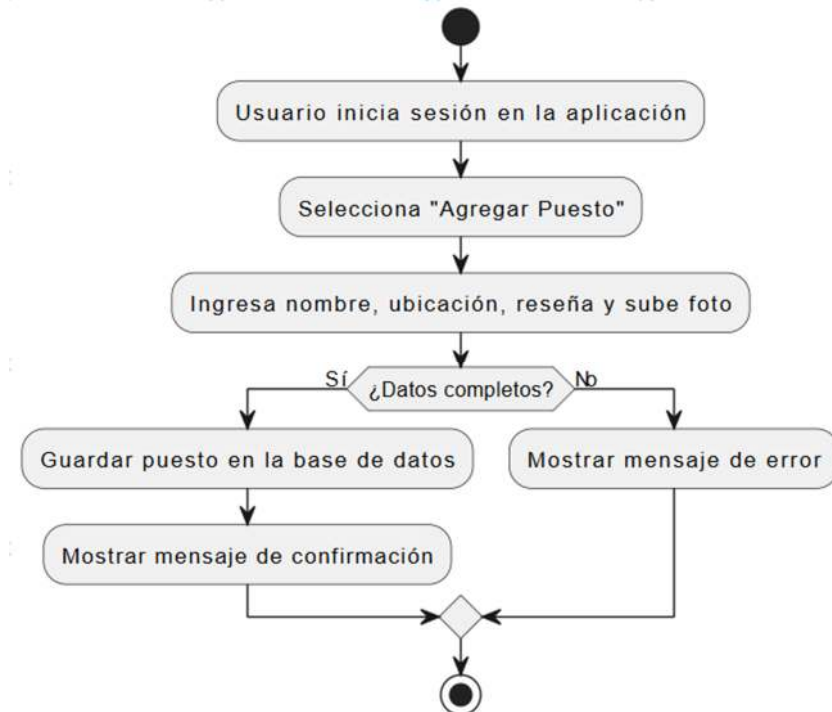 Usuario inicia sesión en la aplicación
Selecciona "Agregar Puesto"
Ingresa nombre, ubicación, reseña y sube foto
Sí
¿Datos completos?
No
Guardar puesto en la base de datos
Mostrar mensaje de error
Mostrar mensaje de confirmación